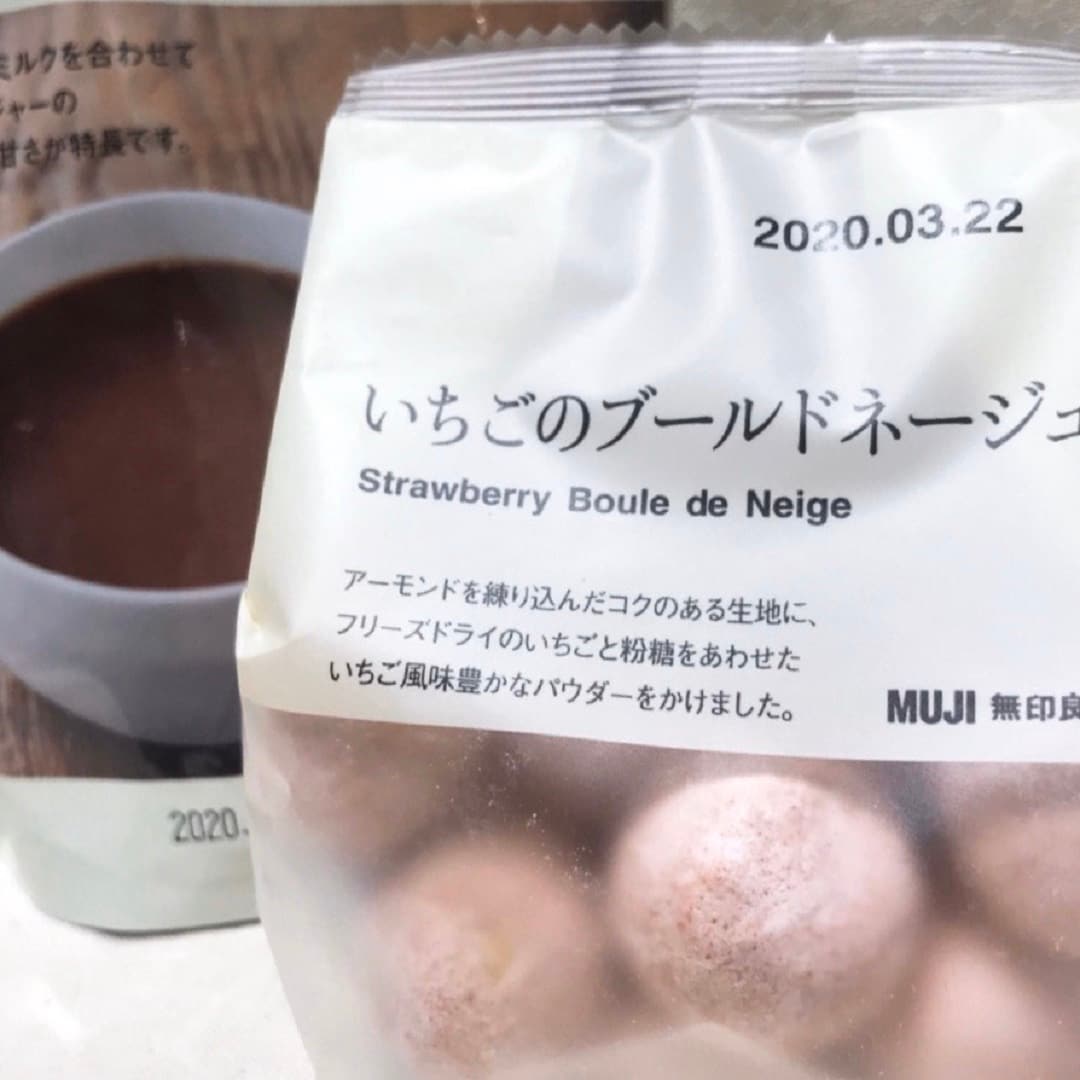 ミルクを合わせて
ャーの
甘さが特長です。
2020.
2020.03.22
いちごのブールドネージュ
Strawberry Boule de Neige
アーモンドを練り込んだコクのある生地に、
フリーズドライのいちごと粉糖をあわせた
いちご風味豊かなパウダーをかけました。
MUJI 無印良